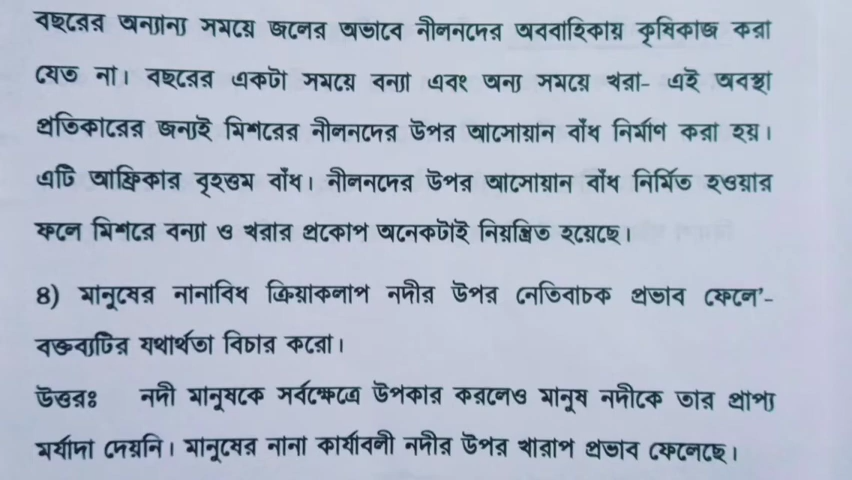 বছরের অন্যান্য সময়ে জলের অভাবে নীলনদের অববাহিকায় কৃষিকাজ করা
যেত না। বছরের একটা সময়ে বন্যা এবং অন্য সময়ে খরা- এই অবস্থা
প্রতিকারের জন্যই মিশরের নীলনদের উপর আসোয়ান বাঁধ নির্মাণ করা হয়।
এটি আফ্রিকার বৃহত্তম বাঁধ। নীলনদের উপর আসোয়ান বাঁধ নির্মিত হওয়ার
ফলে মিশরে বন্যা ও খরার প্রকোপ অনেকটাই নিয়ন্ত্রিত হয়েছে।
৪) মানুষের নানাবিধ ক্রিয়াকলাপ নদীর উপর নেতিবাচক প্রভাব ফেলে'-
বক্তব্যটির যথার্থতা বিচার করো।
উত্তরঃ নদী মানুষকে সর্বক্ষেত্রে উপকার করলেও মানুষ নদীকে তার প্রাপ্য
মর্যাদা দেয়নি। মানুষের নানা কার্যাবলী নদীর উপর খারাপ প্রভাব ফেলেছে।